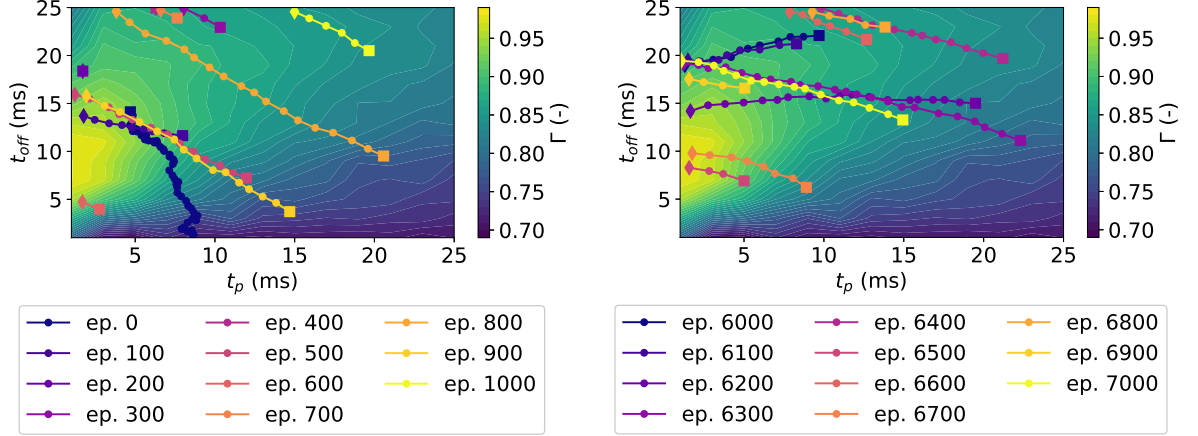 25
20
15
10
5
t_off (ms)
5 10 15 20 25
t_p (ms)
0.95
0.90
0.85
0.80
0.75
0.70
Γ (-)
ep. 0 ep. 400 ep. 800
ep. 100 ep. 500 ep. 900
ep. 200 ep. 600 ep. 1000
ep. 300 ep. 700
25
20
15
10
5
t_off (ms)
5 10 15 20 25
t_p (ms)
0.95
0.90
0.85
0.80
0.75
0.70
Γ (-)
ep. 6000 ep. 6400 ep. 6800
ep. 6100 ep. 6500 ep. 6900
ep. 6200 ep. 6600 ep. 7000
ep. 6300 ep. 6700